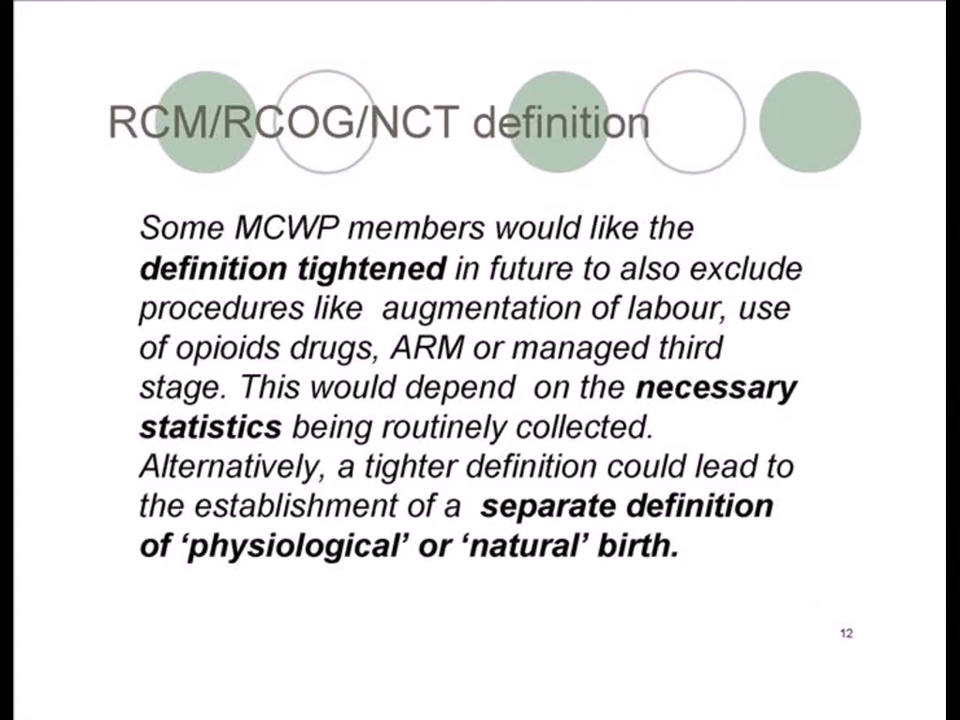 RCM/RCOG/NCT definition
Some MCWP members would like the
definition tightened in future to also exclude
procedures like augmentation of labour, use
of opioids drugs, ARM or managed third
stage. This would depend on the necessary
statistics being routinely collected.
Alternatively, a tighter definition could lead to
the establishment of a separate definition
of ‘physiological’ or ‘natural’ birth.
12